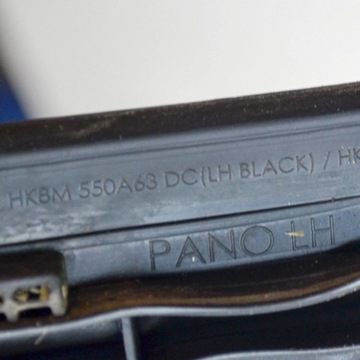 HKBM 550A63 DC(LH BLACK) / HK
PANO LH